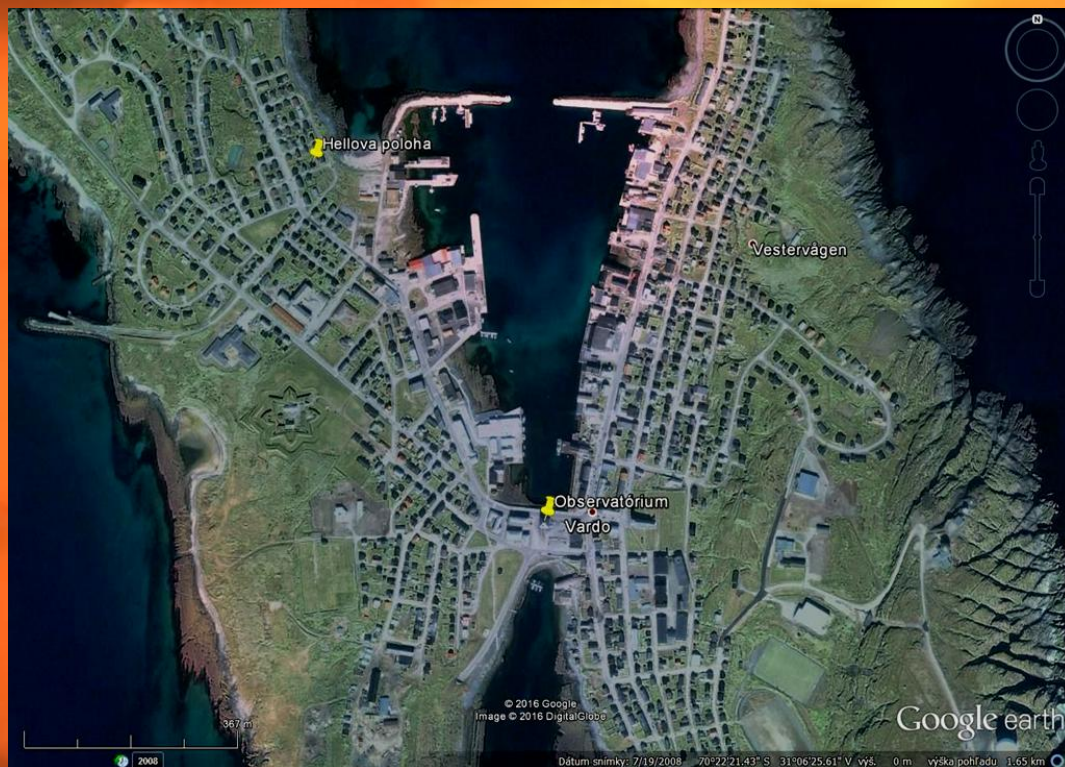 N
Hellova poloha
Vestervågen
Observatórium
Vardo
© 2016 Google
Image © 2016 DigitalGlobe
Google earth
367 m
2008
Dátum snímky: 7/19/2008 70°22'21.43" S 31°06'25.61" V výš. 0 m výška pohľadu 1.65 km